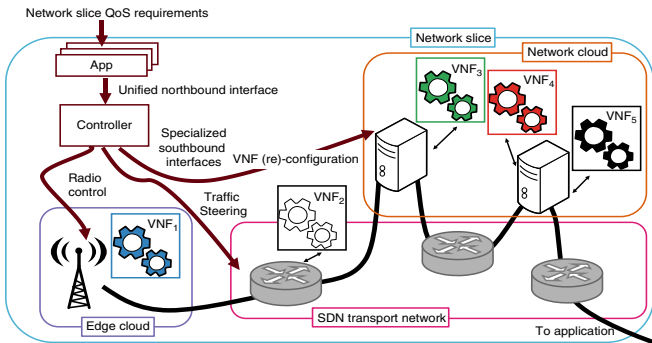 Network slice QoS requirements
Network slice
Network cloud
App
VNF3
VNF4
VNF5
Unified northbound interface
Controller
Specialized
southbound
interfaces
VNF (re)-configuration
Radio
control
Traffic
Steering
VNF2
VNF1
Edge cloud
SDN transport network
To application